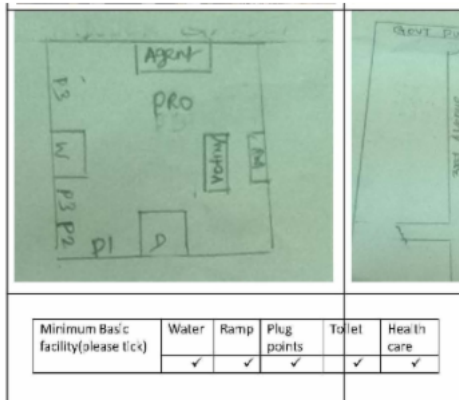 Agent
P3
PRO
W
voting
P3
P2
P1
D
GOVT
Minimum Basic facility(please tick)
Water
Ramp
Plug points
Toilet
Health care
✓ ✓ ✓ ✓ ✓